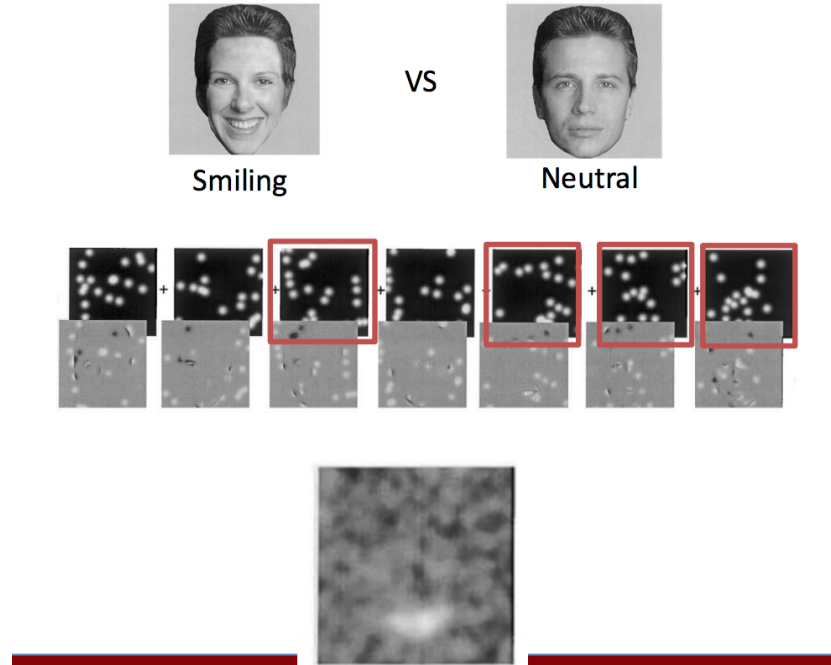 VS
Smiling
Neutral
+ + + + + +